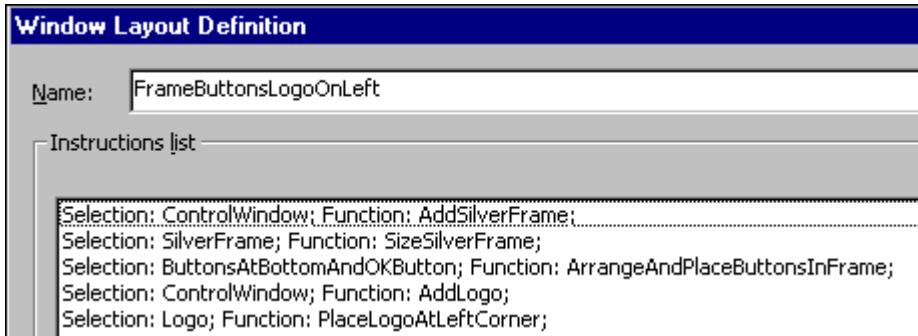 Window Layout Definition
Name: FrameButtonsLogoOnLeft
Instructions list
Selection: ControlWindow; Function: AddSilverFrame;
Selection: SilverFrame; Function: SizeSilverFrame;
Selection: ButtonsAtBottomAndOKButton; Function: ArrangeAndPlaceButtonsInFrame;
Selection: ControlWindow; Function: AddLogo;
Selection: Logo; Function: PlaceLogoAtLeftCorner;